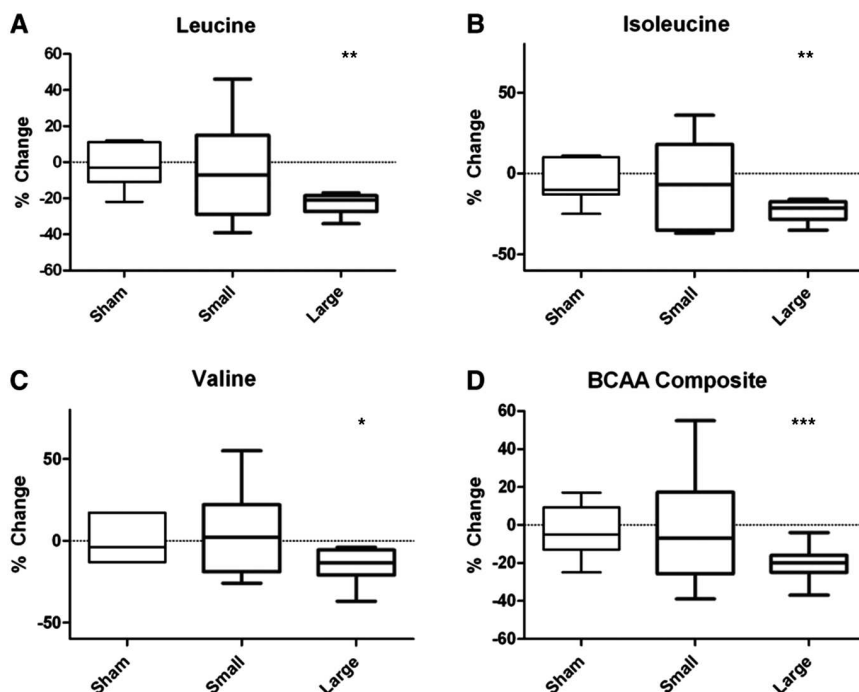 A
Leucine
**
60
40
20
0
-20
-40
-60
% Change
Sham
Small
Large
B
Isoleucine
**
50
0
-50
% Change
Sham
Small
Large
C
Valine
*
50
0
-50
% Change
Sham
Small
Large
D
BCAA Composite
***
60
40
20
0
-20
-40
-60
% Change
Sham
Small
Large